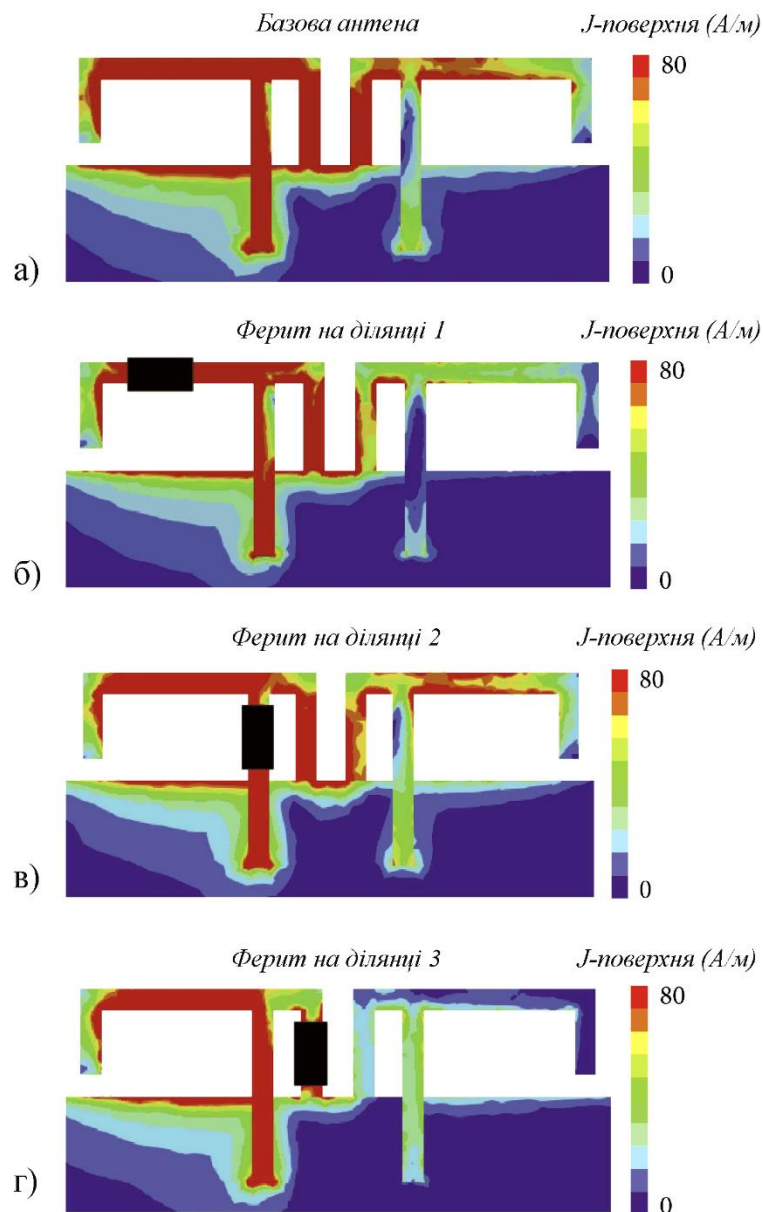 Базова антена J-поверхня (А/м)
80
0
а)
Ферит на ділянці 1 J-поверхня (А/м)
80
0
б)
Ферит на ділянці 2 J-поверхня (А/м)
80
0
в)
Ферит на ділянці 3 J-поверхня (А/м)
80
0
г)